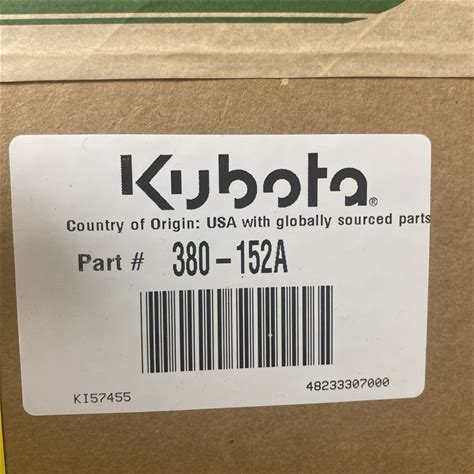 Kubota®
Country of Origin: USA with globally sourced parts
Part # 380-152A
KI57455
48233307000